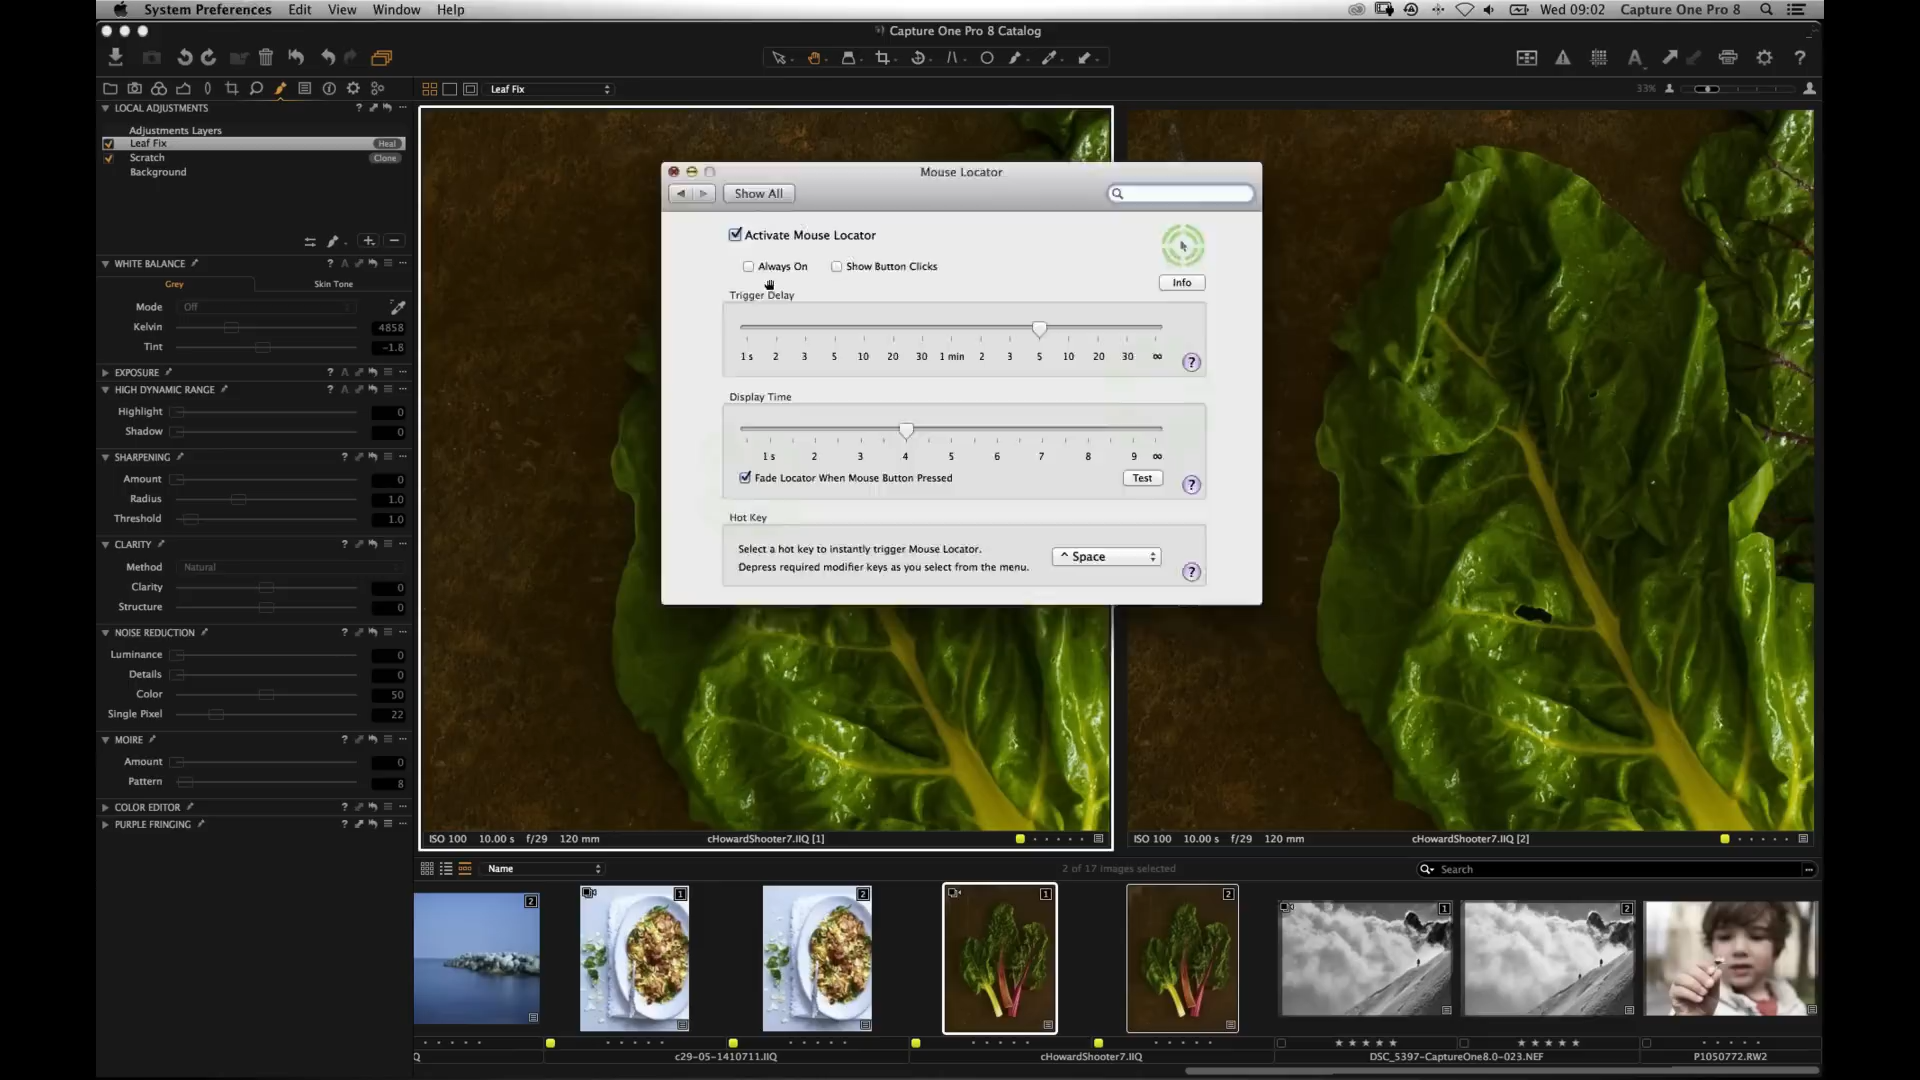 System Preferences Edit View Window Help
Wed 09:02 Capture One Pro 8
Capture One Pro 8 Catalog
Leaf Fix
33%
LOCAL ADJUSTMENTS
Adjustments Layers
Leaf Fix Heal
Scratch Clone
Background
WHITE BALANCE
Grey Skin Tone
Mode Off
Kelvin 4858
Tint -1.8
EXPOSURE
HIGH DYNAMIC RANGE
Highlight 0
Shadow 0
SHARPENING
Amount 0
Radius 1.0
Threshold 1.0
CLARITY
Method Natural
Clarity 0
Structure 0
NOISE REDUCTION
Luminance 0
Details 0
Color 50
Single Pixel 22
MOIRE
Amount 0
Pattern 8
COLOR EDITOR
PURPLE FRINGING
Mouse Locator
Show All
Activate Mouse Locator
Always On Show Button Clicks
Info
Trigger Delay
1 s 2 3 5 10 20 30 1 min 2 3 5 10 20 30 ∞
Display Time
1 s 2 3 4 5 6 7 8 9 ∞
Fade Locator When Mouse Button Pressed Test
Hot Key
Select a hot key to instantly trigger Mouse Locator.
Depress required modifier keys as you select from the menu.
^ Space
ISO 100 10.00 s f/29 120 mm cHowardShooter7.IIQ [1]
ISO 100 10.00 s f/29 120 mm cHowardShooter7.IIQ [2]
Name 2 of 17 images selected Search
2 1 2 1 2 1 2
Q c29-05-1410711.IIQ cHowardShooter7.IIQ DSC_5397-CaptureOne8.0-023.NEF P1050772.RW2